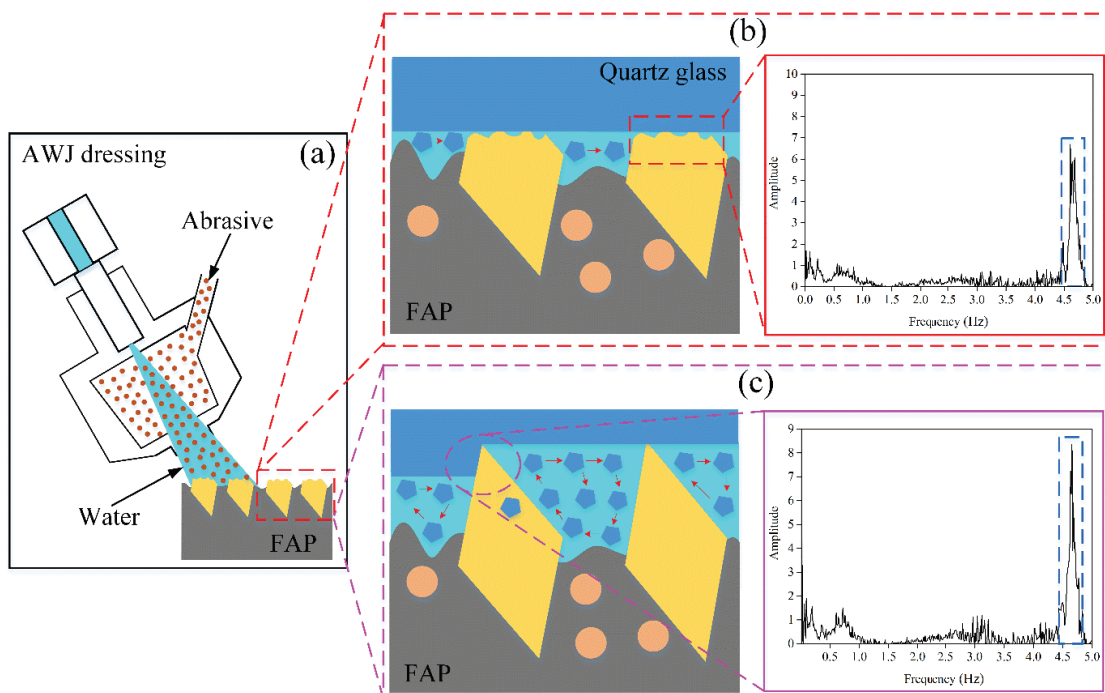 AWJ dressing
(a)
Abrasive
Water
FAP
(b)
Quartz glass
FAP
10
9
8
7
6
5
4
3
2
1
0
Amplitude
0.0 0.5 1.0 1.5 2.0 2.5 3.0 3.5 4.0 4.5 5.0
Frequency (Hz)
(c)
FAP
9
8
7
6
5
4
3
2
1
0
Amplitude
0.5 1.0 1.5 2.0 2.5 3.0 3.5 4.0 4.5 5.0
Frequency (Hz)